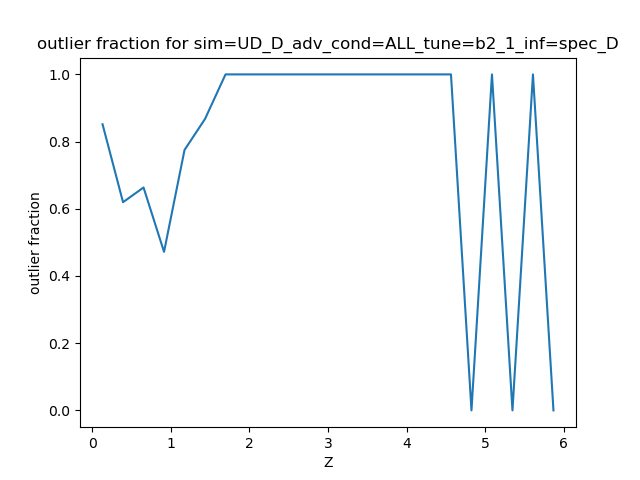 outlier fraction for sim=UD_D_adv_cond=ALL_tune=b2_1_inf=spec_D
1.0
0.8
0.6
0.4
0.2
0.0
outlier fraction
0 1 2 3 4 5 6
Z